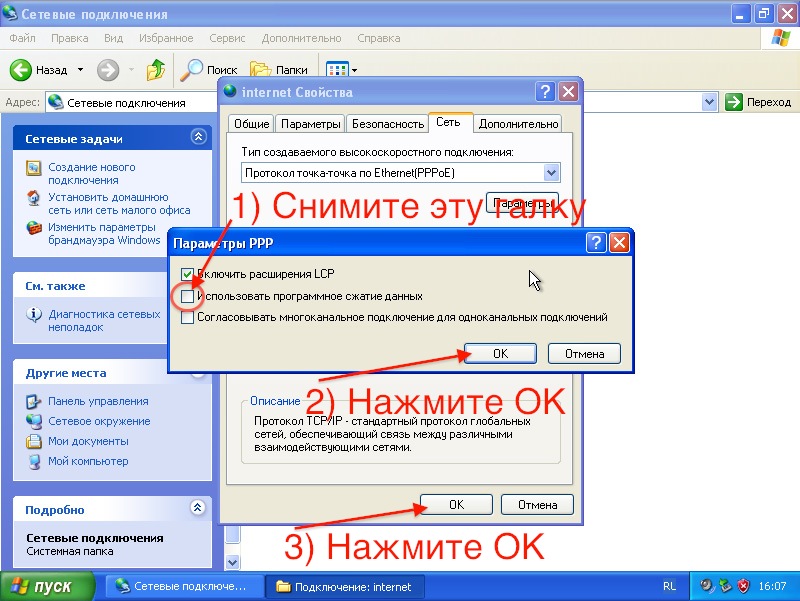 Сетевые подключения
Файл Правка Вид Избранное Сервис Дополнительно Справка
Назад Поиск Папки
Адрес: Сетевые подключения Переход
internet Свойства
Общие Параметры Безопасность Сеть Дополнительно
Тип создаваемого высокоскоростного подключения:
Протокол точка-точка по Ethernet(PPPoE)
Параметры
1) Снимите эту галку
Параметры PPP
Включить расширения LCP
Использовать программное сжатие данных
Согласовывать многоканальное подключение для одноканальных подключений
OK Отмена
2) Нажмите OK
Описание
Протокол TCP/IP - стандартный протокол глобальных
сетей, обеспечивающий связь между различными
взаимодействующими сетями.
OK Отмена
3) Нажмите OK
Сетевые задачи
Создание нового
подключения
Установить домашнюю
сеть или сеть малого офиса
Изменить параметры
брандмауэра Windows
См. также
Диагностика сетевых
неполадок
Другие места
Панель управления
Сетевое окружение
Мои документы
Мой компьютер
Подробно
Сетевые подключения
Системная папка
пуск Сетевые подключе... Подключение: internet RL 16:07